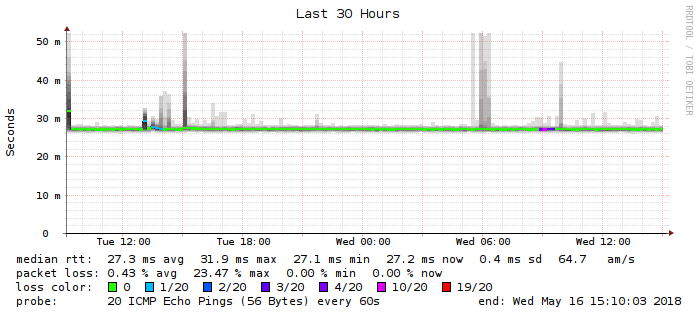 Last 30 Hours
RRDTOOL / TOBI OETIKER
Seconds
50 m
40 m
30 m
20 m
10 m
0
Tue 12:00 Tue 18:00 Wed 00:00 Wed 06:00 Wed 12:00
median rtt: 27.3 ms avg 31.9 ms max 27.1 ms min 27.2 ms now 0.4 ms sd 64.7 am/s
packet loss: 0.43 % avg 23.47 % max 0.00 % min 0.00 % now
loss color: 0 1/20 2/20 3/20 4/20 10/20 19/20
probe: 20 ICMP Echo Pings (56 Bytes) every 60s end: Wed May 16 15:10:03 2018